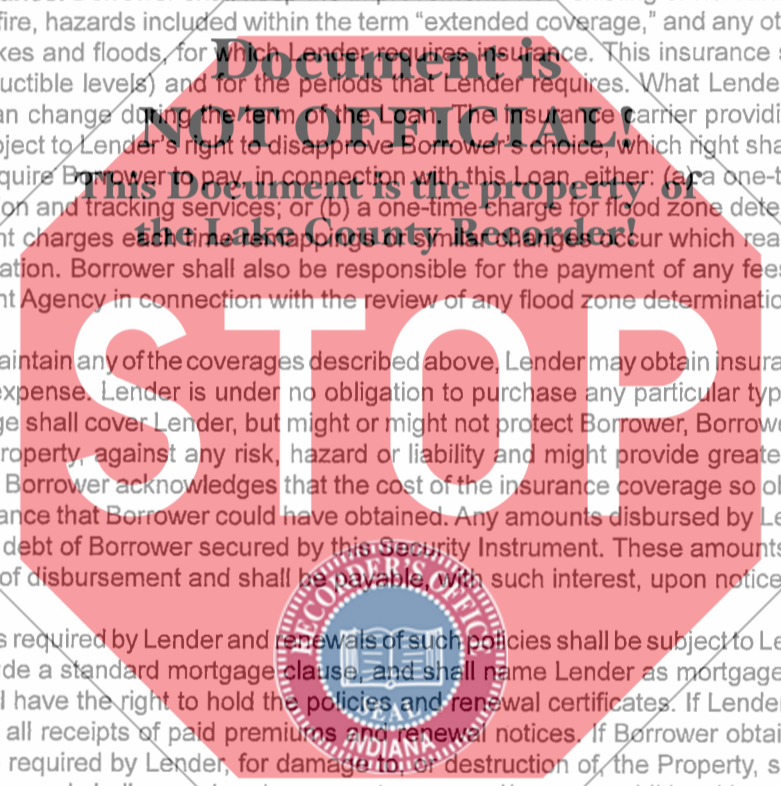 fire, hazards included within the term “extended coverage,” and any o
kes and floods, for which Lender requires insurance. This insurance
Document is
uctible levels) and for the periods that Lender requires. What Lende
an change during the term of the Loan. The insurance carrier providi
NOT OFFICIAL!
ject to Lender's right to disapprove Borrower's choice, which right sha
quire Borrower to pay, in connection with this Loan, either: (a) a one-t
This Document is the property of
on and tracking services; or (b) a one-time charge for flood zone dete
the Lake County Recorder!
nt charges each time remappings or similar changes occur which rea
ation. Borrower shall also be responsible for the payment of any fees
nt Agency in connection with the review of any flood zone determinatio
STOP
aintain any of the coverages described above, Lender may obtain insura
expense. Lender is under no obligation to purchase any particular typ
ge shall cover Lender, but might or might not protect Borrower, Borrowe
roperty, against any risk, hazard or liability and might provide greate
Borrower acknowledges that the cost of the insurance coverage so ob
ance that Borrower could have obtained. Any amounts disbursed by Le
debt of Borrower secured by this Security Instrument. These amounts
of disbursement and shall be payable, with such interest, upon notice
RECORDER'S OFFICE
SEAL
INDIANA
s required by Lender and renewals of such policies shall be subject to Le
de a standard mortgage clause, and shall name Lender as mortgage
l have the right to hold the policies and renewal certificates. If Lender
all receipts of paid premiums and renewal notices. If Borrower obtai
required by Lender, for damage to, or destruction of, the Property, s